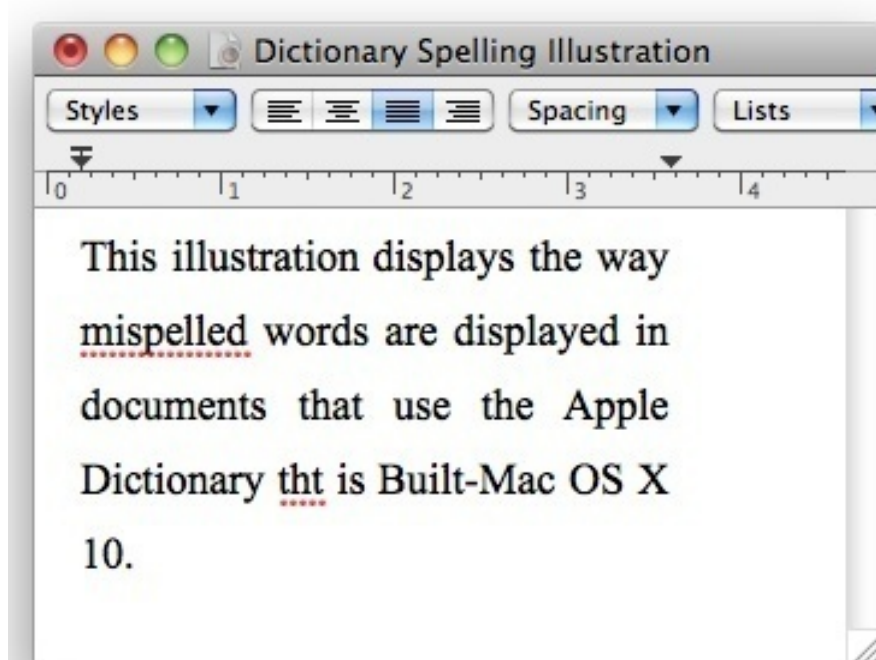 Dictionary Spelling Illustration
Styles Spacing Lists
0 1 2 3 4
This illustration displays the way
mispelled words are displayed in
documents that use the Apple
Dictionary tht is Built-Mac OS X
10.